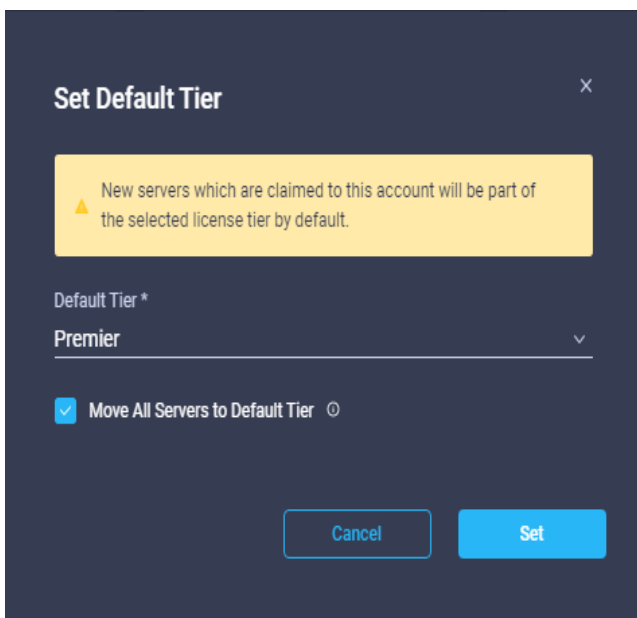 Set Default Tier
New servers which are claimed to this account will be part of
the selected license tier by default.
Default Tier *
Premier
Move All Servers to Default Tier
Cancel
Set